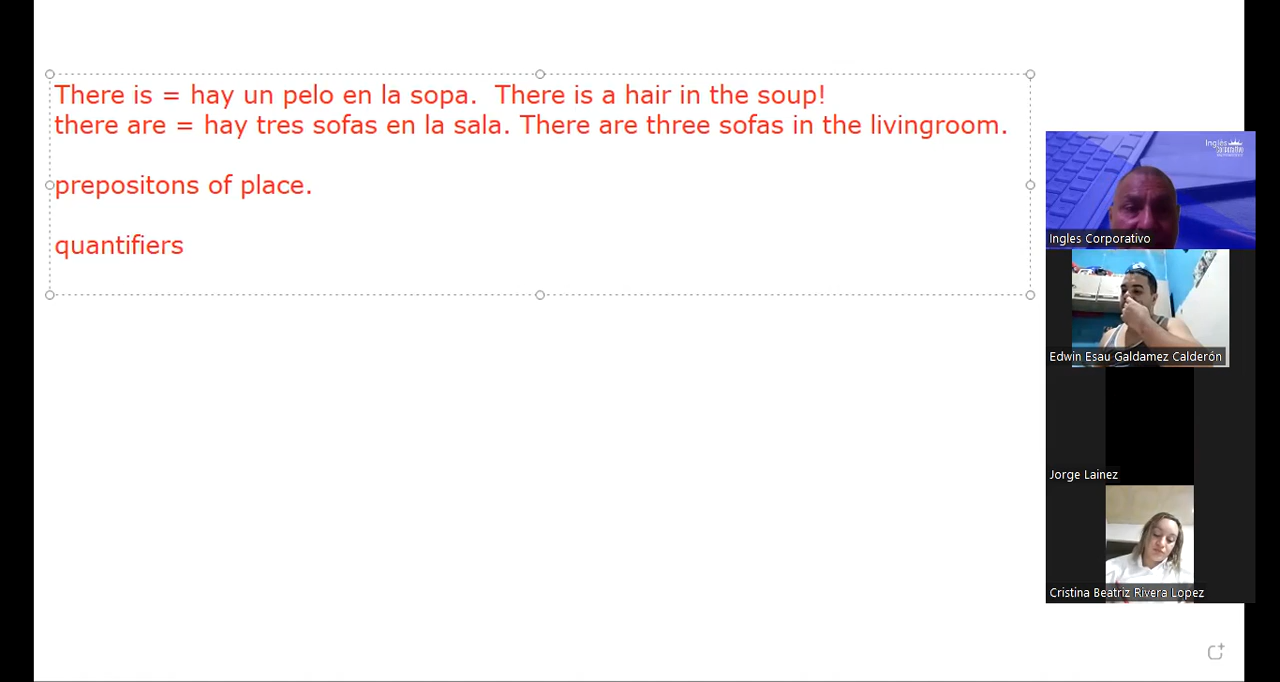 There is = hay un pelo en la sopa.  There is a hair in the soup!
there are = hay tres sofas en la sala. There are three sofas in the livingroom.
prepositons of place.
quantifiers
Inglés
Ingles Corporativo
Edwin Esau Galdamez Calderón
Jorge Lainez
Cristina Beatriz Rivera Lopez